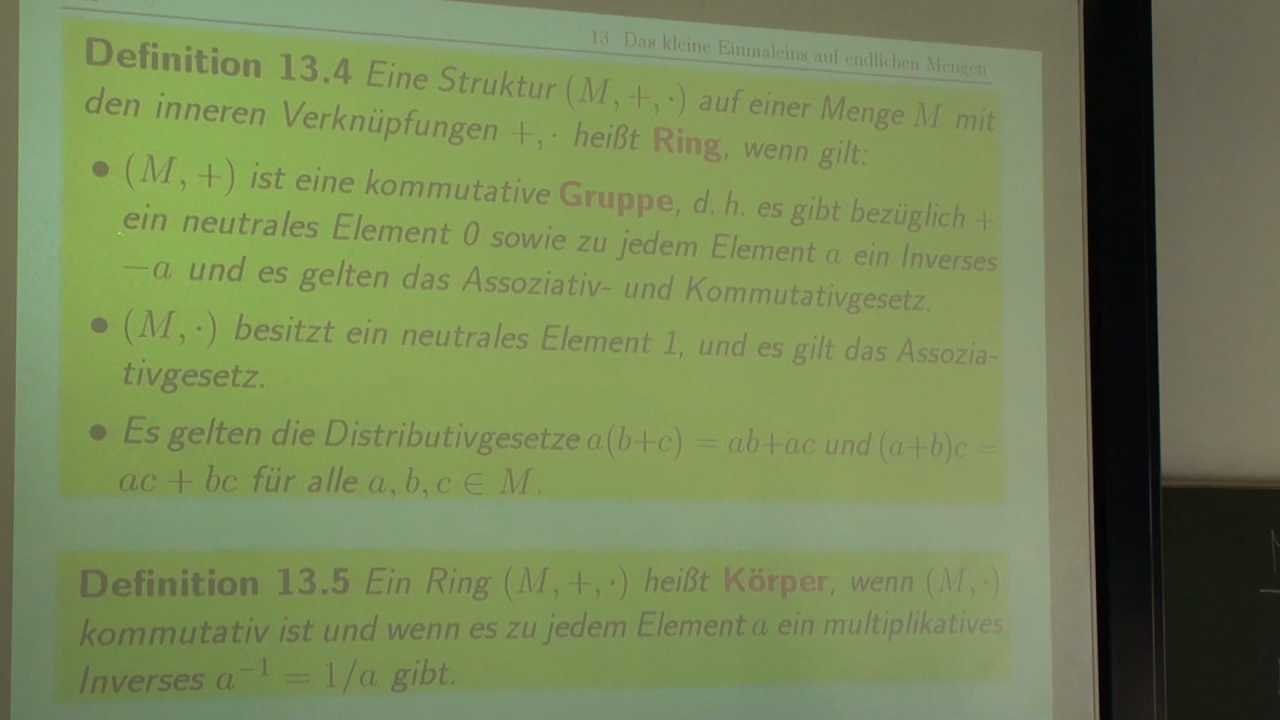 13 Das kleine Einmaleins auf endlichen Mengen
Definition 13.4 Eine Struktur (M, +, ·) auf einer Menge M mit
den inneren Verknüpfungen +, · heißt Ring, wenn gilt:
• (M, +) ist eine kommutative Gruppe, d. h. es gibt bezüglich +
ein neutrales Element 0 sowie zu jedem Element a ein Inverses
−a und es gelten das Assoziativ- und Kommutativgesetz.
• (M, ·) besitzt ein neutrales Element 1, und es gilt das Assozia-
tivgesetz.
• Es gelten die Distributivgesetze a(b+c) = ab+ac und (a+b)c =
ac + bc für alle a, b, c ∈ M.
Definition 13.5 Ein Ring (M, +, ·) heißt Körper, wenn (M, ·)
kommutativ ist und wenn es zu jedem Element a ein multiplikatives
Inverses a⁻¹ = 1/a gibt.